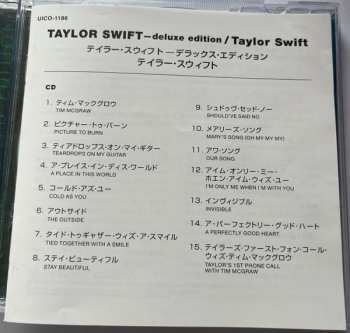 UICO-1186
TAYLOR SWIFT–deluxe edition/Taylor Swift
テイラー・スウィフト―デラックス・エディション
テイラー・スウィフト
CD
1. ティム・マックグロウ
TIM MCGRAW
2. ピクチャー・トゥ・バーン
PICTURE TO BURN
3. ティアドロップス・オン・マイ・ギター
TEARDROPS ON MY GUITAR
4. ア・プレイス・イン・ディス・ワールド
A PLACE IN THIS WORLD
5. コールド・アズ・ユー
COLD AS YOU
6. アウトサイド
THE OUTSIDE
7. タイド・トゥギャザー・ウィズ・ア・スマイル
TIED TOGETHER WITH A SMILE
8. ステイ・ビューティフル
STAY BEAUTIFUL
9. シュドゥヴ・セッド・ノー
SHOULD'VE SAID NO
10. メアリーズ・ソング
MARY'S SONG (OH MY MY MY)
11. アワ・ソング
OUR SONG
12. アイム・オンリー・ミー・
ホエン・アイム・ウィズ・ユー
I'M ONLY ME WHEN I'M WITH YOU
13. インヴィジブル
INVISIBLE
14. ア・パーフェクトリー・グッド・ハート
A PERFECTLY GOOD HEART
15. テイラーズ・ファースト・フォン・コール・
ウィズ・ティム・マックグロウ
TAYLOR'S 1ST PHONE CALL
WITH TIM MCGRAW